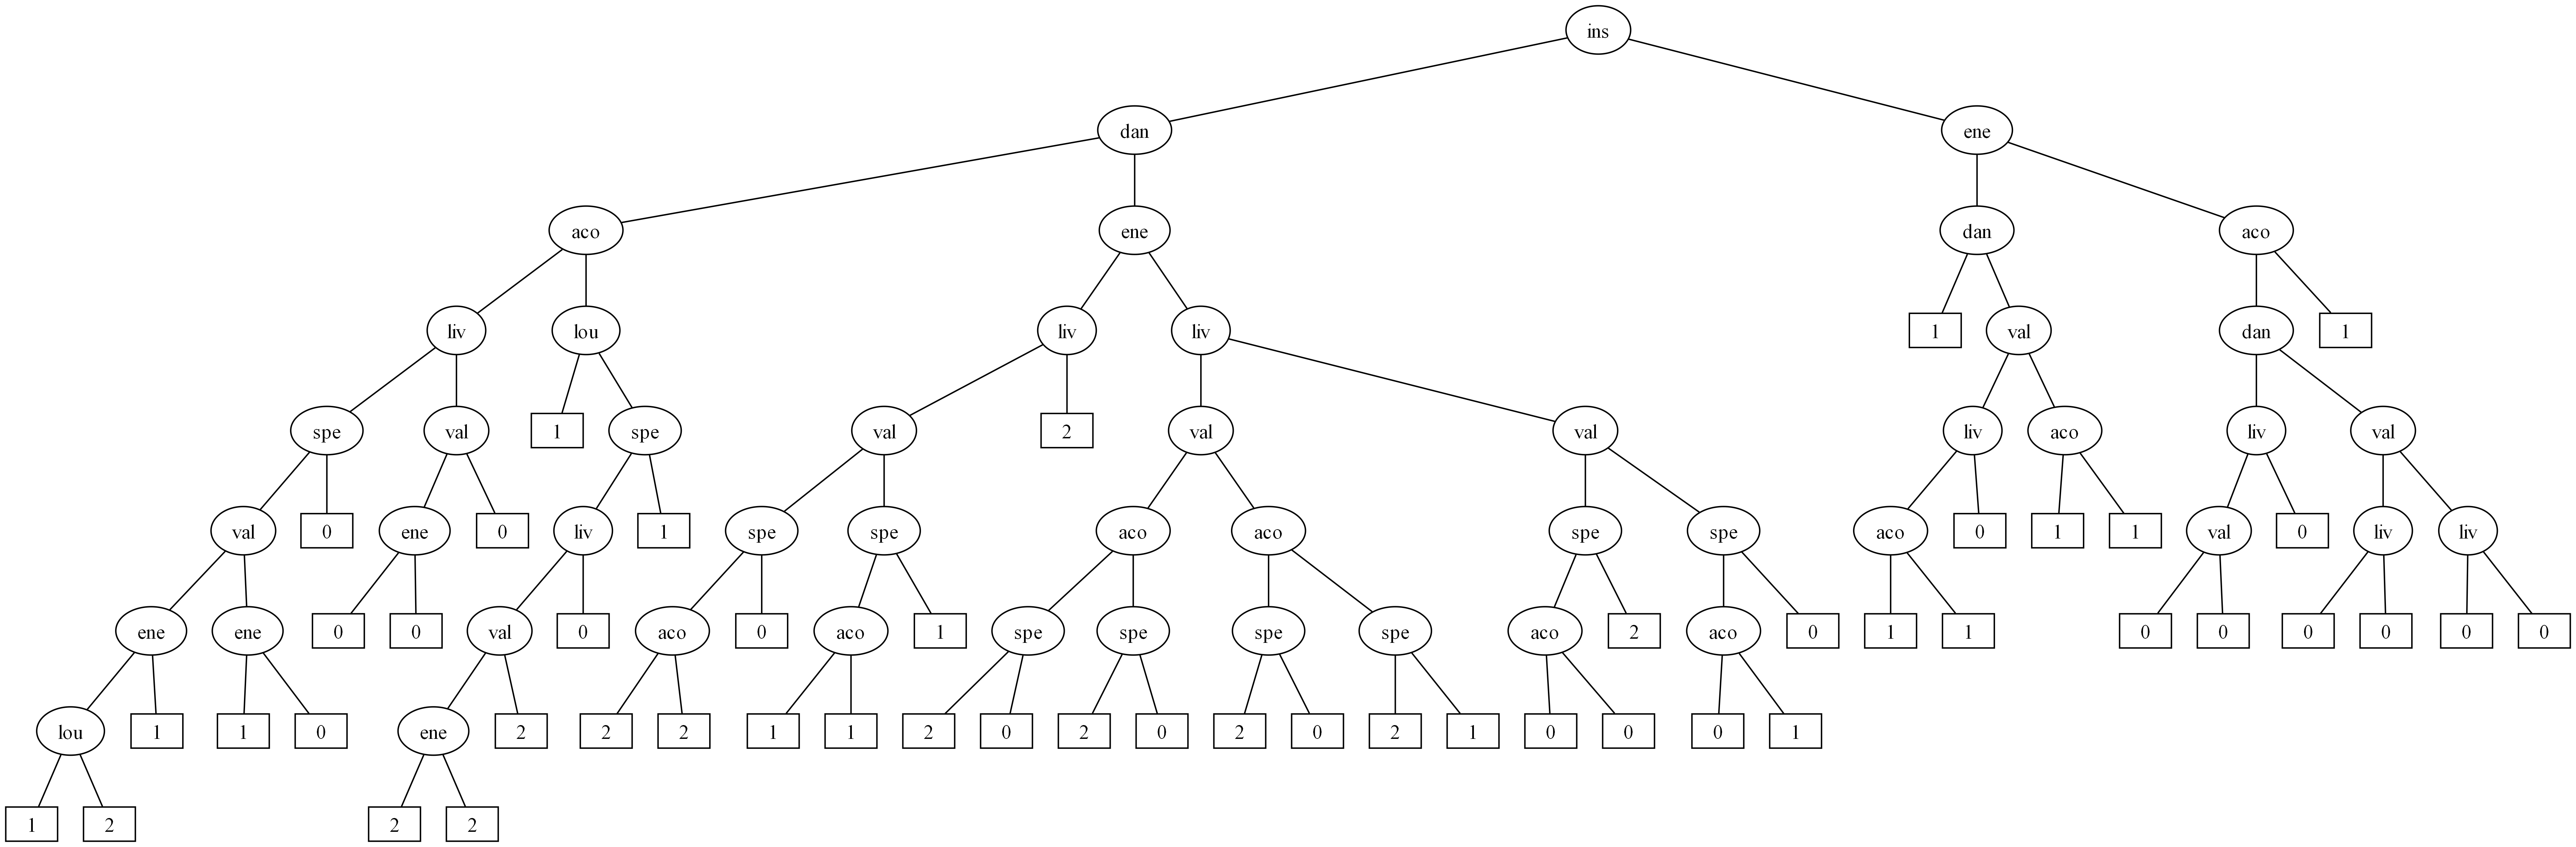 ins
dan ene
aco ene dan aco
liv lou liv liv 1 val dan 1
spe val 1 spe val 2 val val liv aco liv val
val 0 ene 0 liv 1 spe spe aco aco spe spe aco 0 1 1 val 0 liv liv
ene ene 0 0 val 0 aco 0 aco 1 spe spe spe spe aco 2 aco 0 1 1 0 0 0 0 0 0
lou 1 1 0 ene 2 2 2 1 1 2 0 2 0 2 0 2 1 0 0 0 1
1 2 2 2